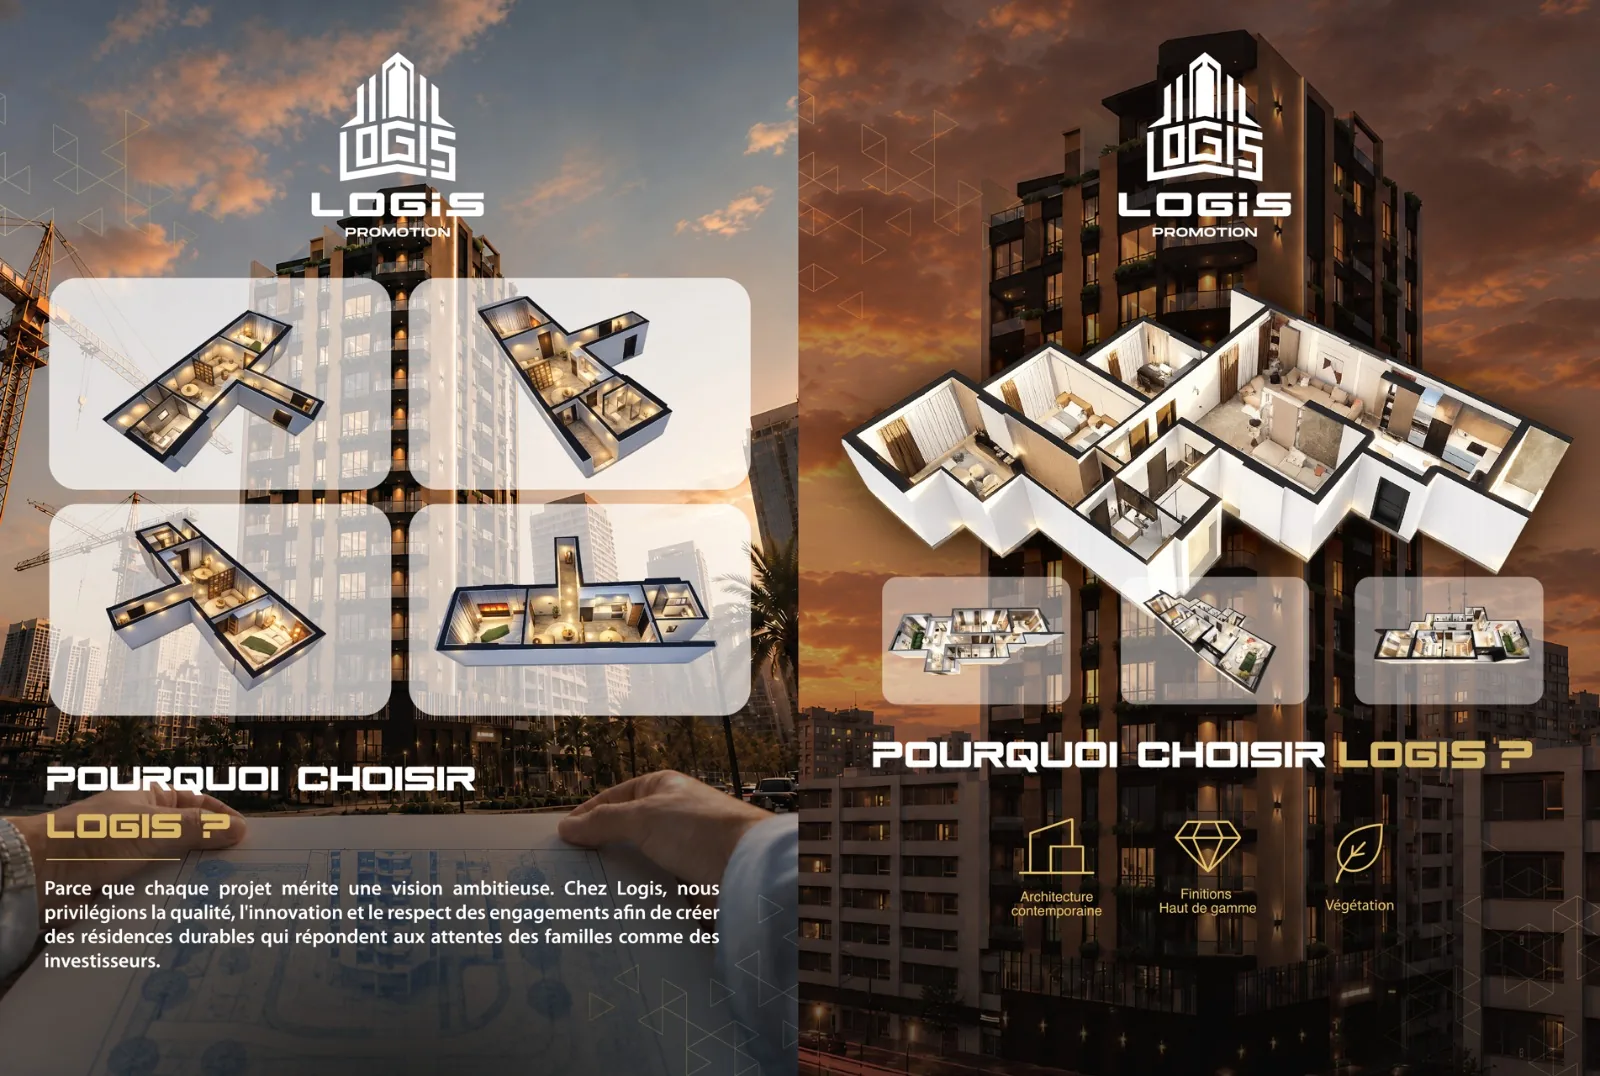 LOGIS
LOGiS
PROMOTION
POURQUOI CHOISIR
LOGIS ?
Parce que chaque projet mérite une vision ambitieuse. Chez Logis, nous
privilégions la qualité, l'innovation et le respect des engagements afin de créer
des résidences durables qui répondent aux attentes des familles comme des
investisseurs.
LOGIS
LOGiS
PROMOTION
POURQUOI CHOISIR LOGIS ?
Architecture
contemporaine
Finitions
Haut de gamme
Végétation